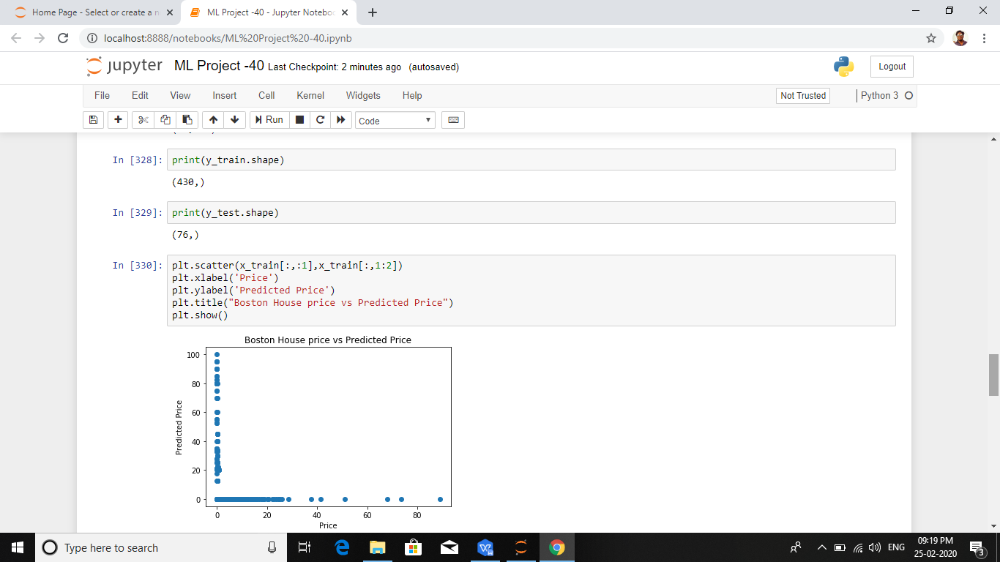 Home Page - Select or create a n
ML Project -40 - Jupyter Noteboo
localhost:8888/notebooks/ML%20Project%20-40.ipynb
jupyter ML Project -40 Last Checkpoint: 2 minutes ago (autosaved)
Logout
File Edit View Insert Cell Kernel Widgets Help
Not Trusted
Python 3
Run
Code
In [328]: print(y_train.shape)
(430,)
In [329]: print(y_test.shape)
(76,)
In [330]: plt.scatter(x_train[:,:1],x_train[:,1:2])
plt.xlabel('Price')
plt.ylabel('Predicted Price')
plt.title("Boston House price vs Predicted Price")
plt.show()
Boston House price vs Predicted Price
100
80
60
40
20
0
Predicted Price
0 20 40 60 80
Price
Type here to search
ENG
09:19 PM
25-02-2020
3